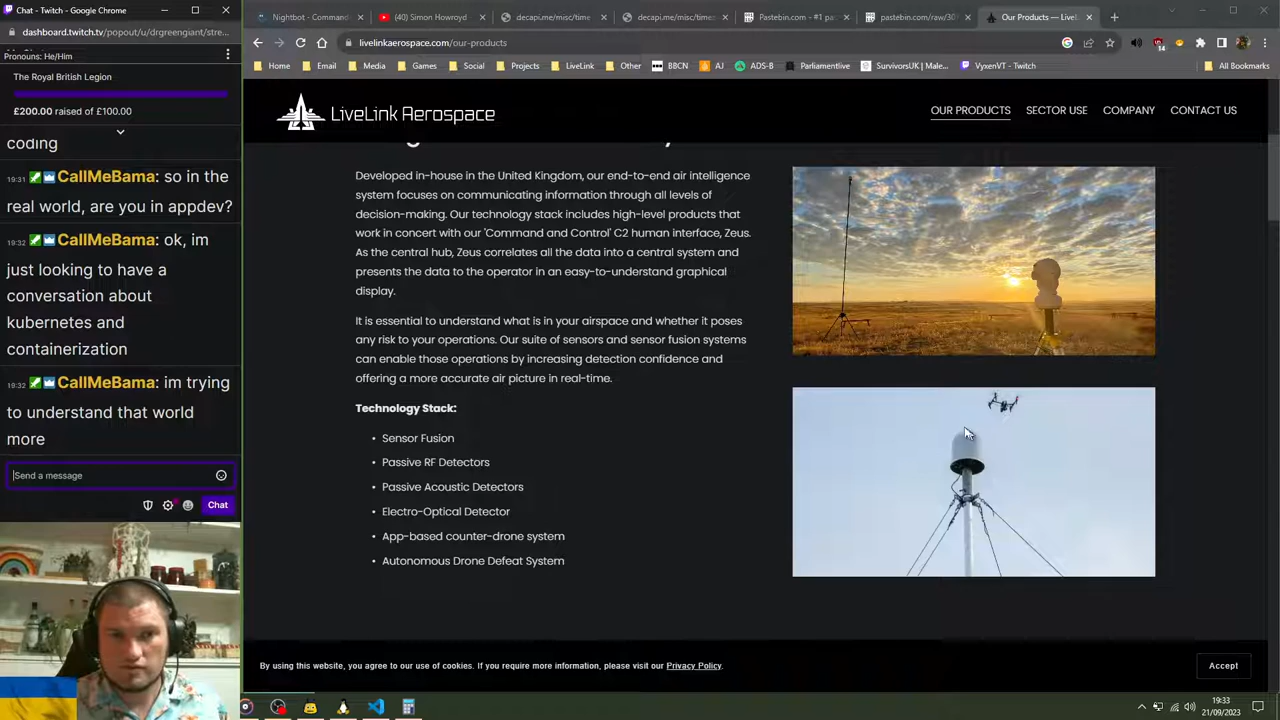 Chat - Twitch - Google Chrome
dashboard.twitch.tv/popout/u/drgreengiant/stre...
Pronouns: He/Him
The Royal British Legion
£200.00 raised of £100.00
coding
19:31 CallMeBama: so in the
real world, are you in appdev?
19:32 CallMeBama: ok, im
just looking to have a
conversation about
kubernetes and
containerization
19:32 CallMeBama: im trying
to understand that world
more
Send a message
Chat
Nightbot - Command
(40) Simon Howroyd
decapi.me/misc/time
decapi.me/misc/times
Pastebin.com - #1 pa
pastebin.com/raw/30
Our Products — LiveL
livelinkaerospace.com/our-products
Home
Email
Media
Games
Social
Projects
LiveLink
Other
BBCN
AJ
ADS-B
Parliamentlive
SurvivorsUK | Male...
VyxenVT - Twitch
All Bookmarks
LiveLink Aerospace
OUR PRODUCTS
SECTOR USE
COMPANY
CONTACT US
Developed in-house in the United Kingdom, our end-to-end air intelligence
system focuses on communicating information through all levels of
decision-making. Our technology stack includes high-level products that
work in concert with our 'Command and Control' C2 human interface, Zeus.
As the central hub, Zeus correlates all the data into a central system and
presents the data to the operator in an easy-to-understand graphical
display.
It is essential to understand what is in your airspace and whether it poses
any risk to your operations. Our suite of sensors and sensor fusion systems
can enable those operations by increasing detection confidence and
offering a more accurate air picture in real-time.
Technology Stack:
• Sensor Fusion
• Passive RF Detectors
• Passive Acoustic Detectors
• Electro-Optical Detector
• App-based counter-drone system
• Autonomous Drone Defeat System
By using this website, you agree to our use of cookies. If you require more information, please visit our Privacy Policy.
Accept
19:33
21/09/2023